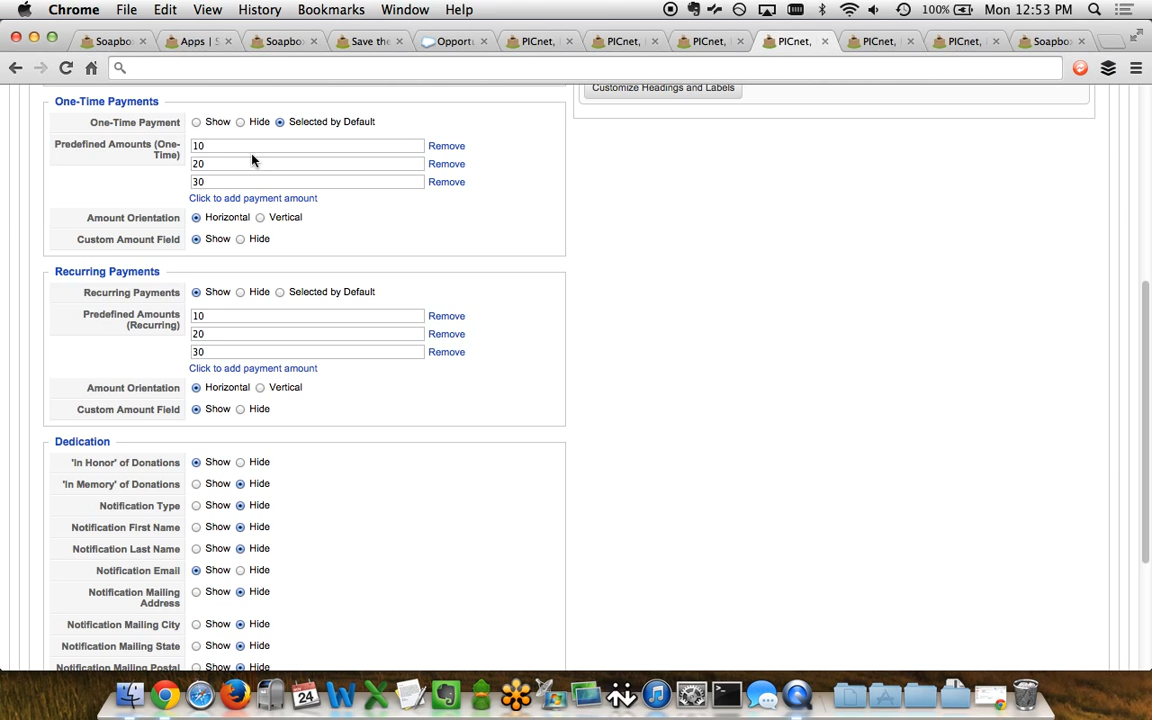 Chrome File Edit View History Bookmarks Window Help 100% Mon 12:53 PM
Soapbo Apps | S Soapbo Save the Opportu PICnet, PICnet, PICnet, PICnet, PICnet, PICnet, Soapbo
Customize Headings and Labels
One-Time Payments
One-Time Payment Show Hide Selected by Default
Predefined Amounts (One-
Time)
10 Remove
20 Remove
30 Remove
Click to add payment amount
Amount Orientation Horizontal Vertical
Custom Amount Field Show Hide
Recurring Payments
Recurring Payments Show Hide Selected by Default
Predefined Amounts
(Recurring)
10 Remove
20 Remove
30 Remove
Click to add payment amount
Amount Orientation Horizontal Vertical
Custom Amount Field Show Hide
Dedication
'In Honor' of Donations Show Hide
'In Memory' of Donations Show Hide
Notification Type Show Hide
Notification First Name Show Hide
Notification Last Name Show Hide
Notification Email Show Hide
Notification Mailing
Address
Show Hide
Notification Mailing City Show Hide
Notification Mailing State Show Hide
Notification Mailing Postal Show Hide
24